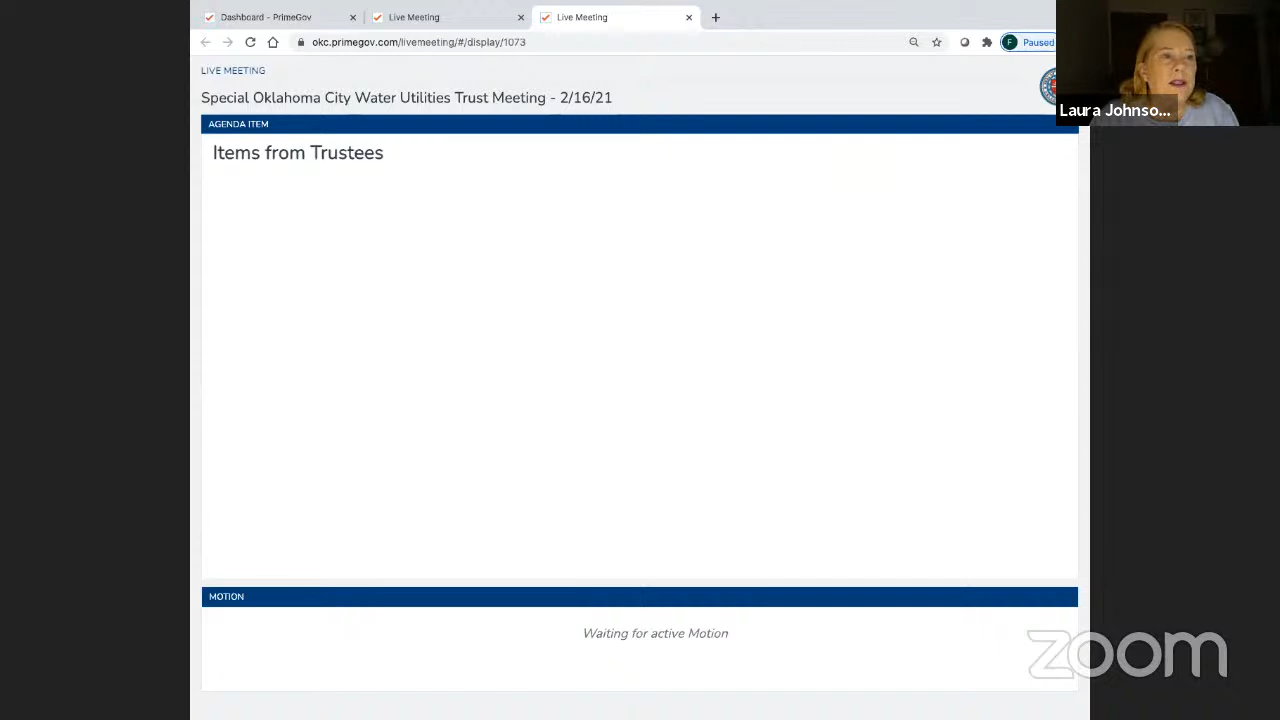 Dashboard - PrimeGov
Live Meeting
Live Meeting
okc.primegov.com/livemeeting/#/display/1073
F
Paused
LIVE MEETING
Special Oklahoma City Water Utilities Trust Meeting - 2/16/21
Laura Johnso...
AGENDA ITEM
Items from Trustees
MOTION
Waiting for active Motion
zoom